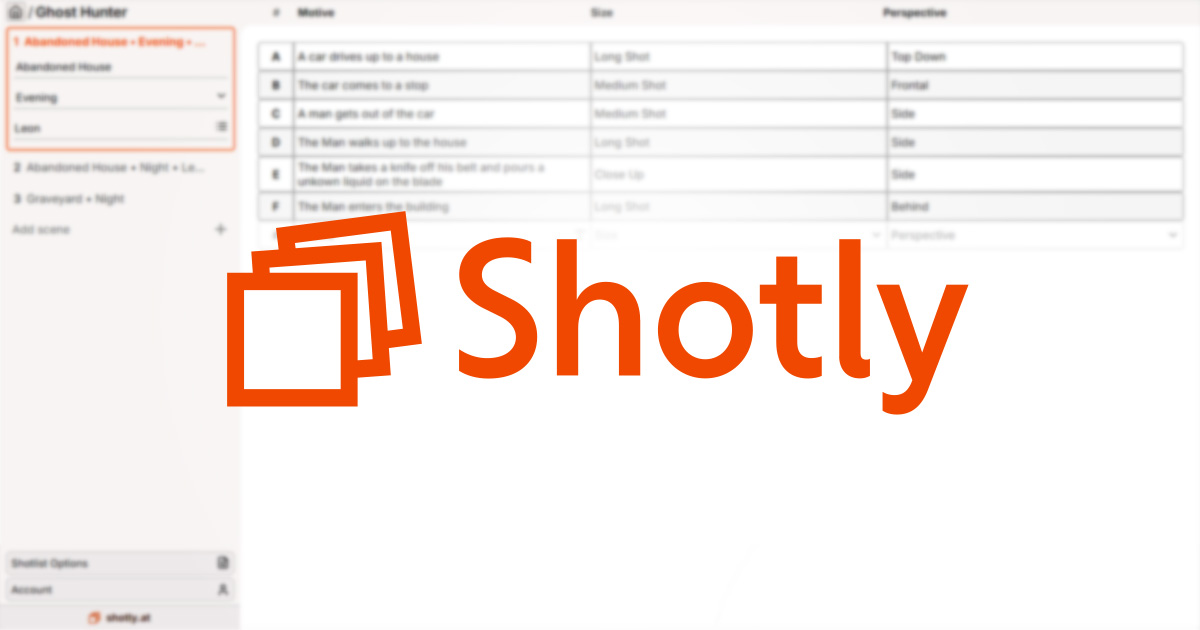 / Ghost Hunter
# Motive Size Perspective
1 Abandoned House • Evening • ...
Abandoned House
Evening
Leon
2 Abandoned House • Night • Le...
3 Graveyard • Night
Add scene +
A A car drives up to a house Long Shot Top Down
B The car comes to a stop Medium Shot Frontal
C A man gets out of the car Medium Shot Side
D The Man walks up to the house Long Shot Side
E The Man takes a knife off his belt and pours a
unkown liquid on the blade Close Up Side
F The Man enters the building Long Shot Behind
Perspective
Shotly
Shotlist Options
Account
shotly.at